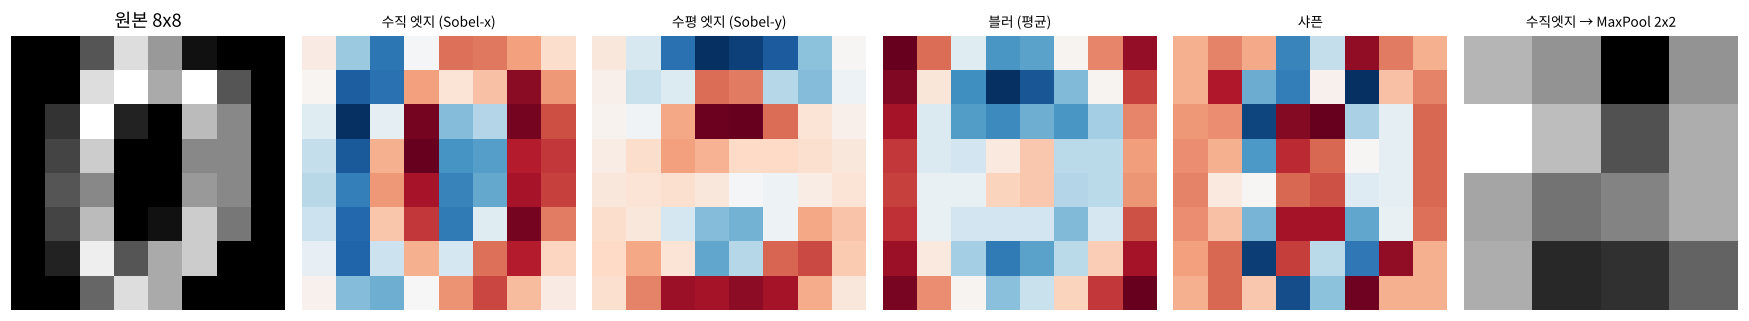 원본 8x8
수직 엣지 (Sobel-x)
수평 엣지 (Sobel-y)
블러 (평균)
샤픈
수직엣지 → MaxPool 2x2